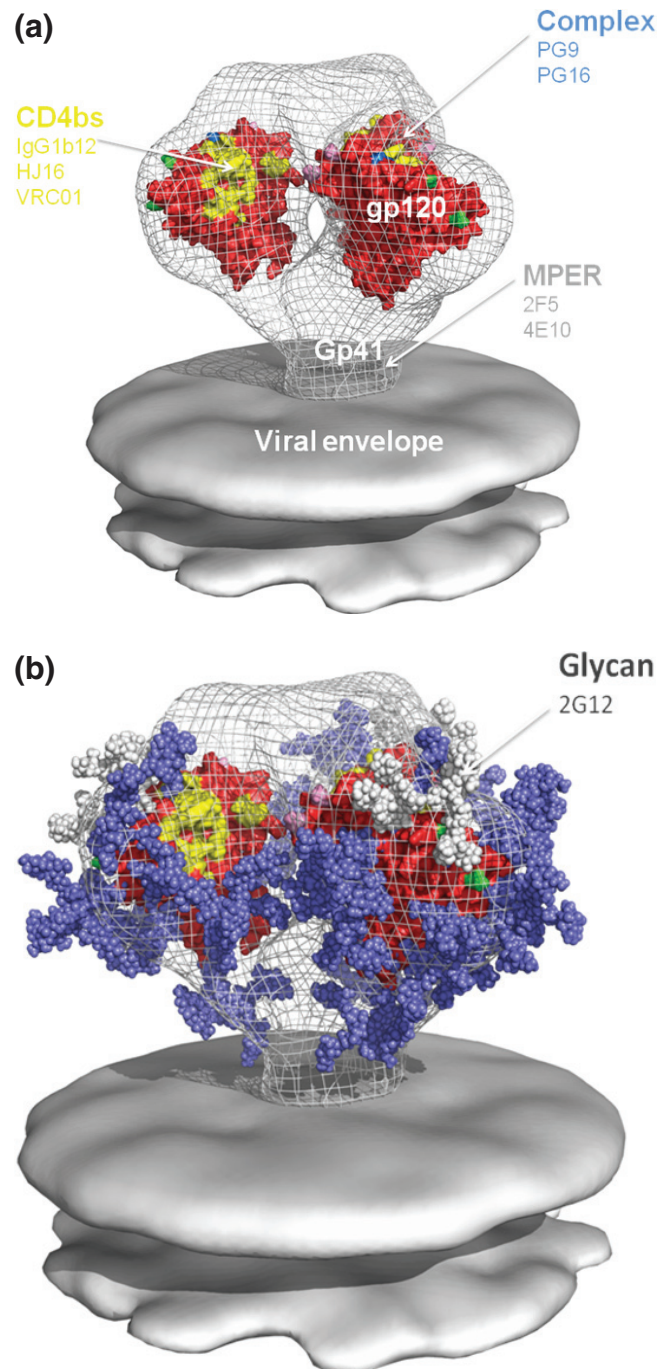 (a)
Complex
PG9
PG16
CD4bs
IgG1b12
HJ16
VRC01
gp120
MPER
2F5
4E10
Gp41
Viral envelope
(b)
Glycan
2G12